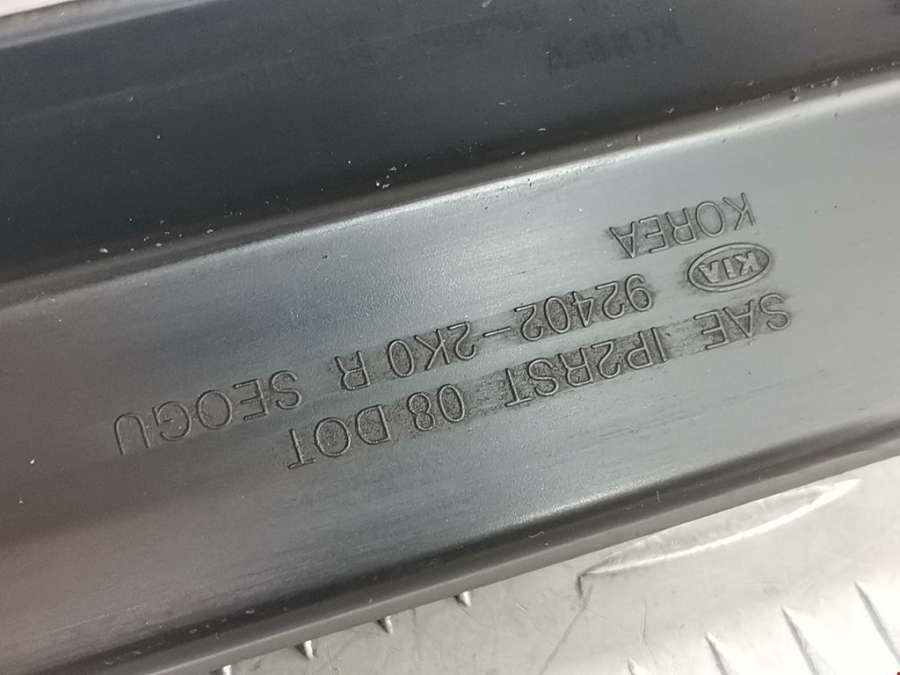 SAE IP2RST 08 DOT
92402-2K0 R SEOGU
KIA
KOREA